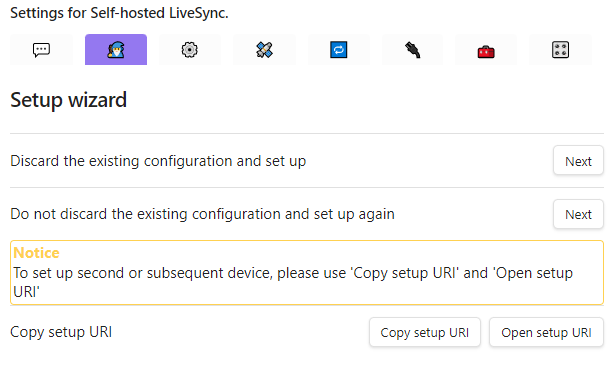 Settings for Self-hosted LiveSync.
Setup wizard
Discard the existing configuration and set up
Next
Do not discard the existing configuration and set up again
Next
Notice
To set up second or subsequent device, please use 'Copy setup URI' and 'Open setup
URI'
Copy setup URI
Copy setup URI
Open setup URI